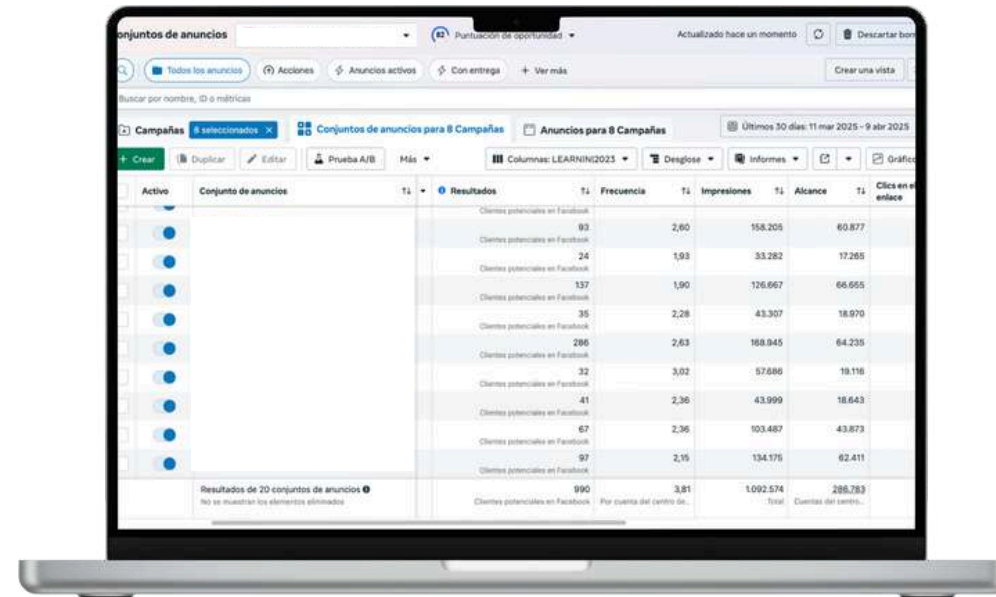 onjuntos de anuncios
82 Puntuación de oportunidad
Actualizado hace un momento
Descartar born
Todos los anuncios
Acciones
Anuncios activos
Con entrega
+ Ver más
Crear una vista
Buscar por nombre, ID o métricas
Campañas 8 seleccionados X
Conjuntos de anuncios para 8 Campañas
Anuncios para 8 Campañas
Últimos 30 días: 11 mar 2025 – 9 abr 2025
+ Crear Duplicar Editar Prueba A/B Más Columnas: LEARNINI2023 Desglose Informes Gráfico
Activo Conjunto de anuncios Resultados Frecuencia Impresiones Alcance Clics en el enlace
Clientes potenciales en Facebook
93 2,60 158.205 60.877
Clientes potenciales en Facebook
24 1,93 33.282 17.265
Clientes potenciales en Facebook
137 1,90 126.667 66.655
Clientes potenciales en Facebook
35 2,28 43.307 18.970
Clientes potenciales en Facebook
286 2,63 168.945 64.235
Clientes potenciales en Facebook
32 3,02 57.686 19.116
Clientes potenciales en Facebook
41 2,36 43.999 18.643
Clientes potenciales en Facebook
67 2,36 103.487 43.873
Clientes potenciales en Facebook
97 2,15 134.175 62.411
Clientes potenciales en Facebook
Resultados de 20 conjuntos de anuncios 990 3,81 1.092.574 286.783
No se muestran los elementos eliminados Clientes potenciales en Facebook Por cuenta del centro de... Total Cuentas del centro...